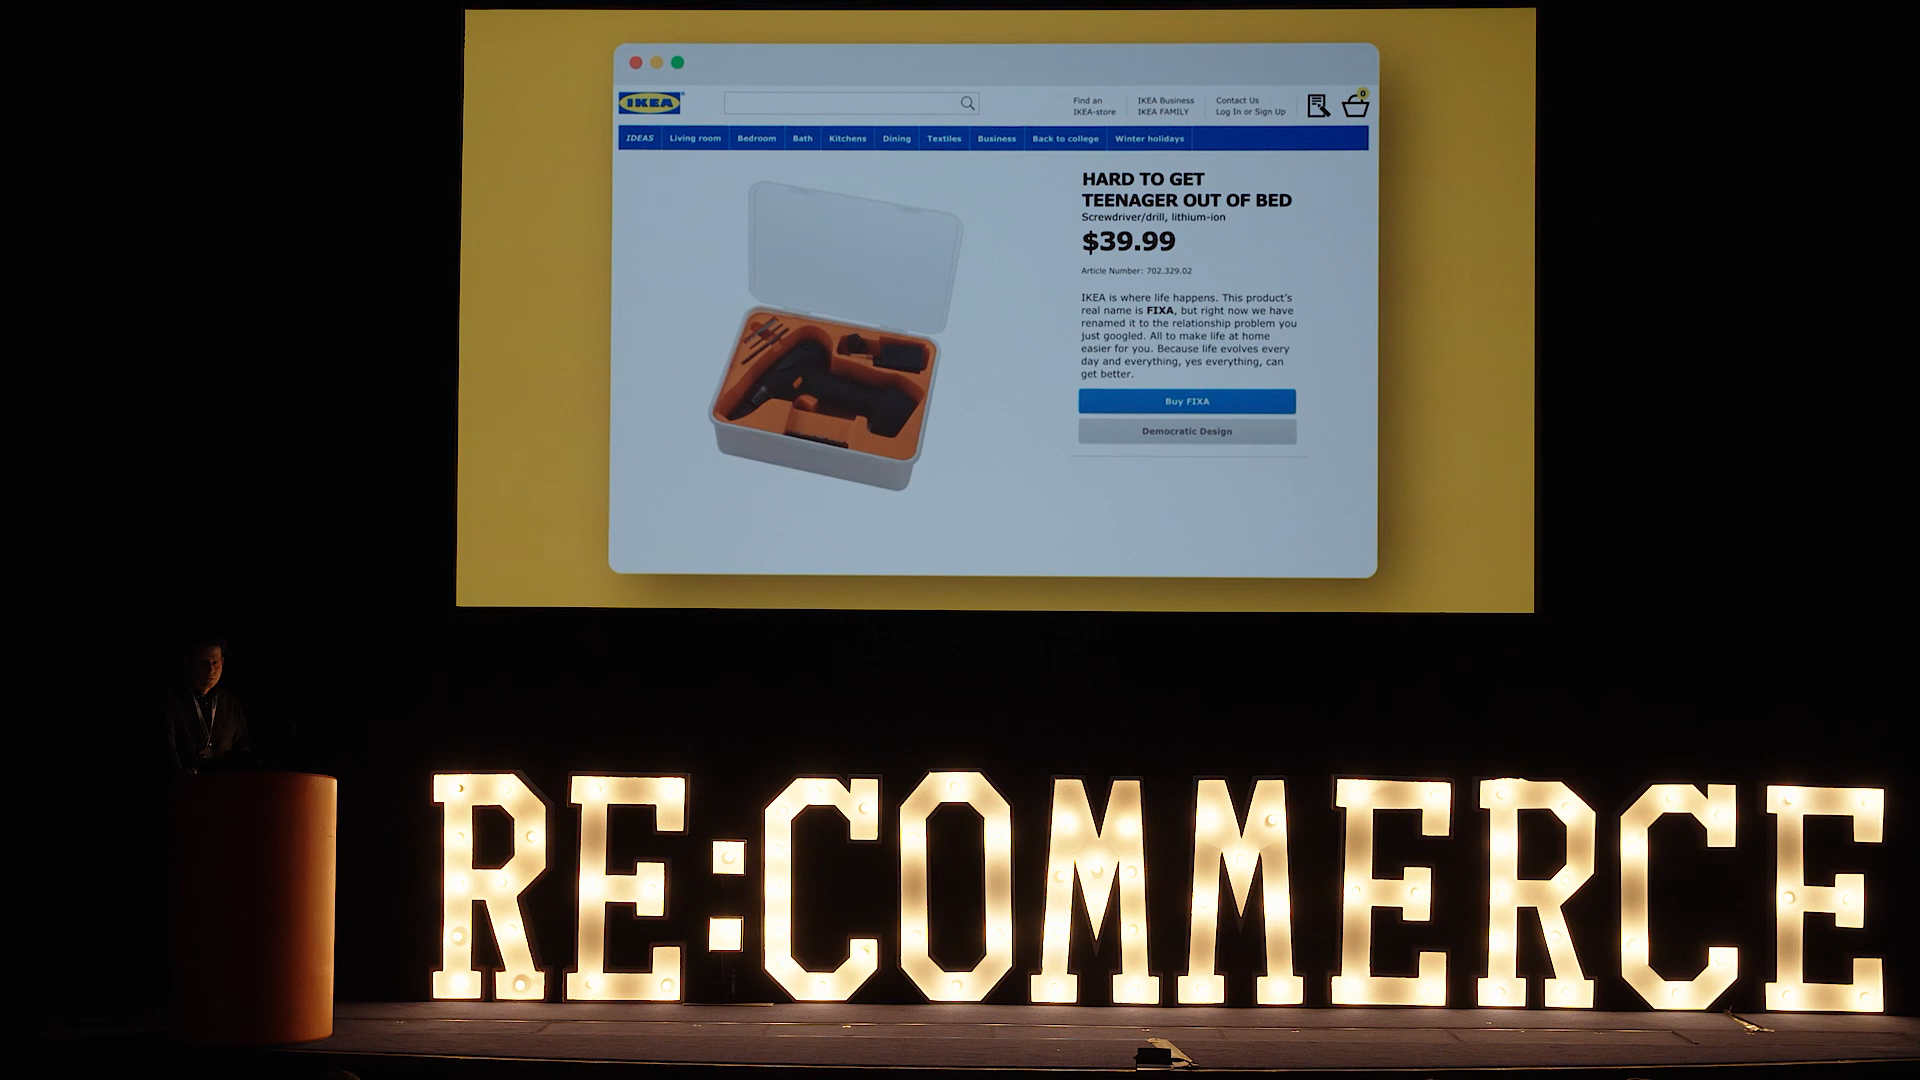 IKEA
Find an
IKEA-store
IKEA Business
IKEA FAMILY
Contact Us
Log In or Sign Up
0
IDEAS Living room Bedroom Bath Kitchens Dining Textiles Business Back to college Winter holidays
HARD TO GET
TEENAGER OUT OF BED
Screwdriver/drill, lithium-ion
$39.99
Article Number: 702.329.02
IKEA is where life happens. This product's
real name is FIXA, but right now we have
renamed it to the relationship problem you
just googled. All to make life at home
easier for you. Because life evolves every
day and everything, yes everything, can
get better.
Buy FIXA
Democratic Design
RE:COMMERCE